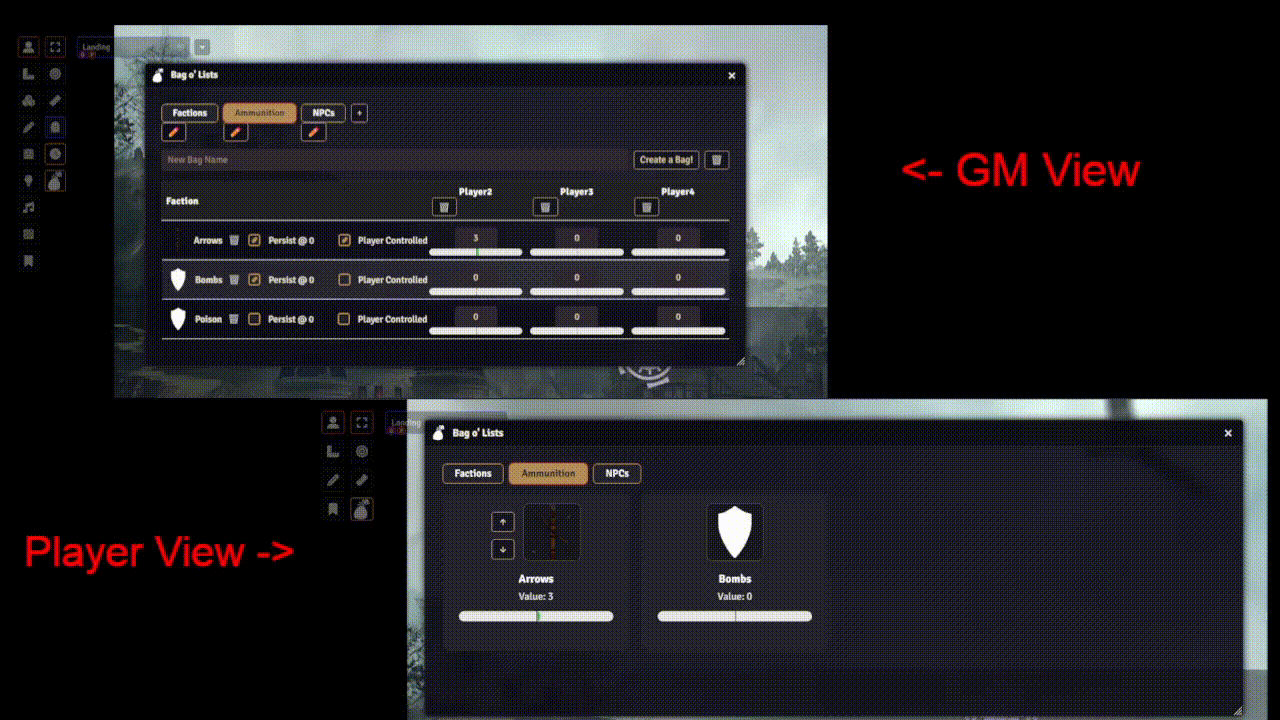 Landing
Bag o' Lists
Factions Ammunition NPCs +
New Bag Name Create a Bag!
<- GM View
Faction Player2 Player3 Player4
Arrows Persist @ 0 Player Controlled 3 0 0
Bombs Persist @ 0 Player Controlled 0 0 0
Poison Persist @ 0 Player Controlled 0 0 0
Landing
Bag o' Lists
Factions Ammunition NPCs
Player View ->
Arrows Bombs
Value: 3 Value: 0